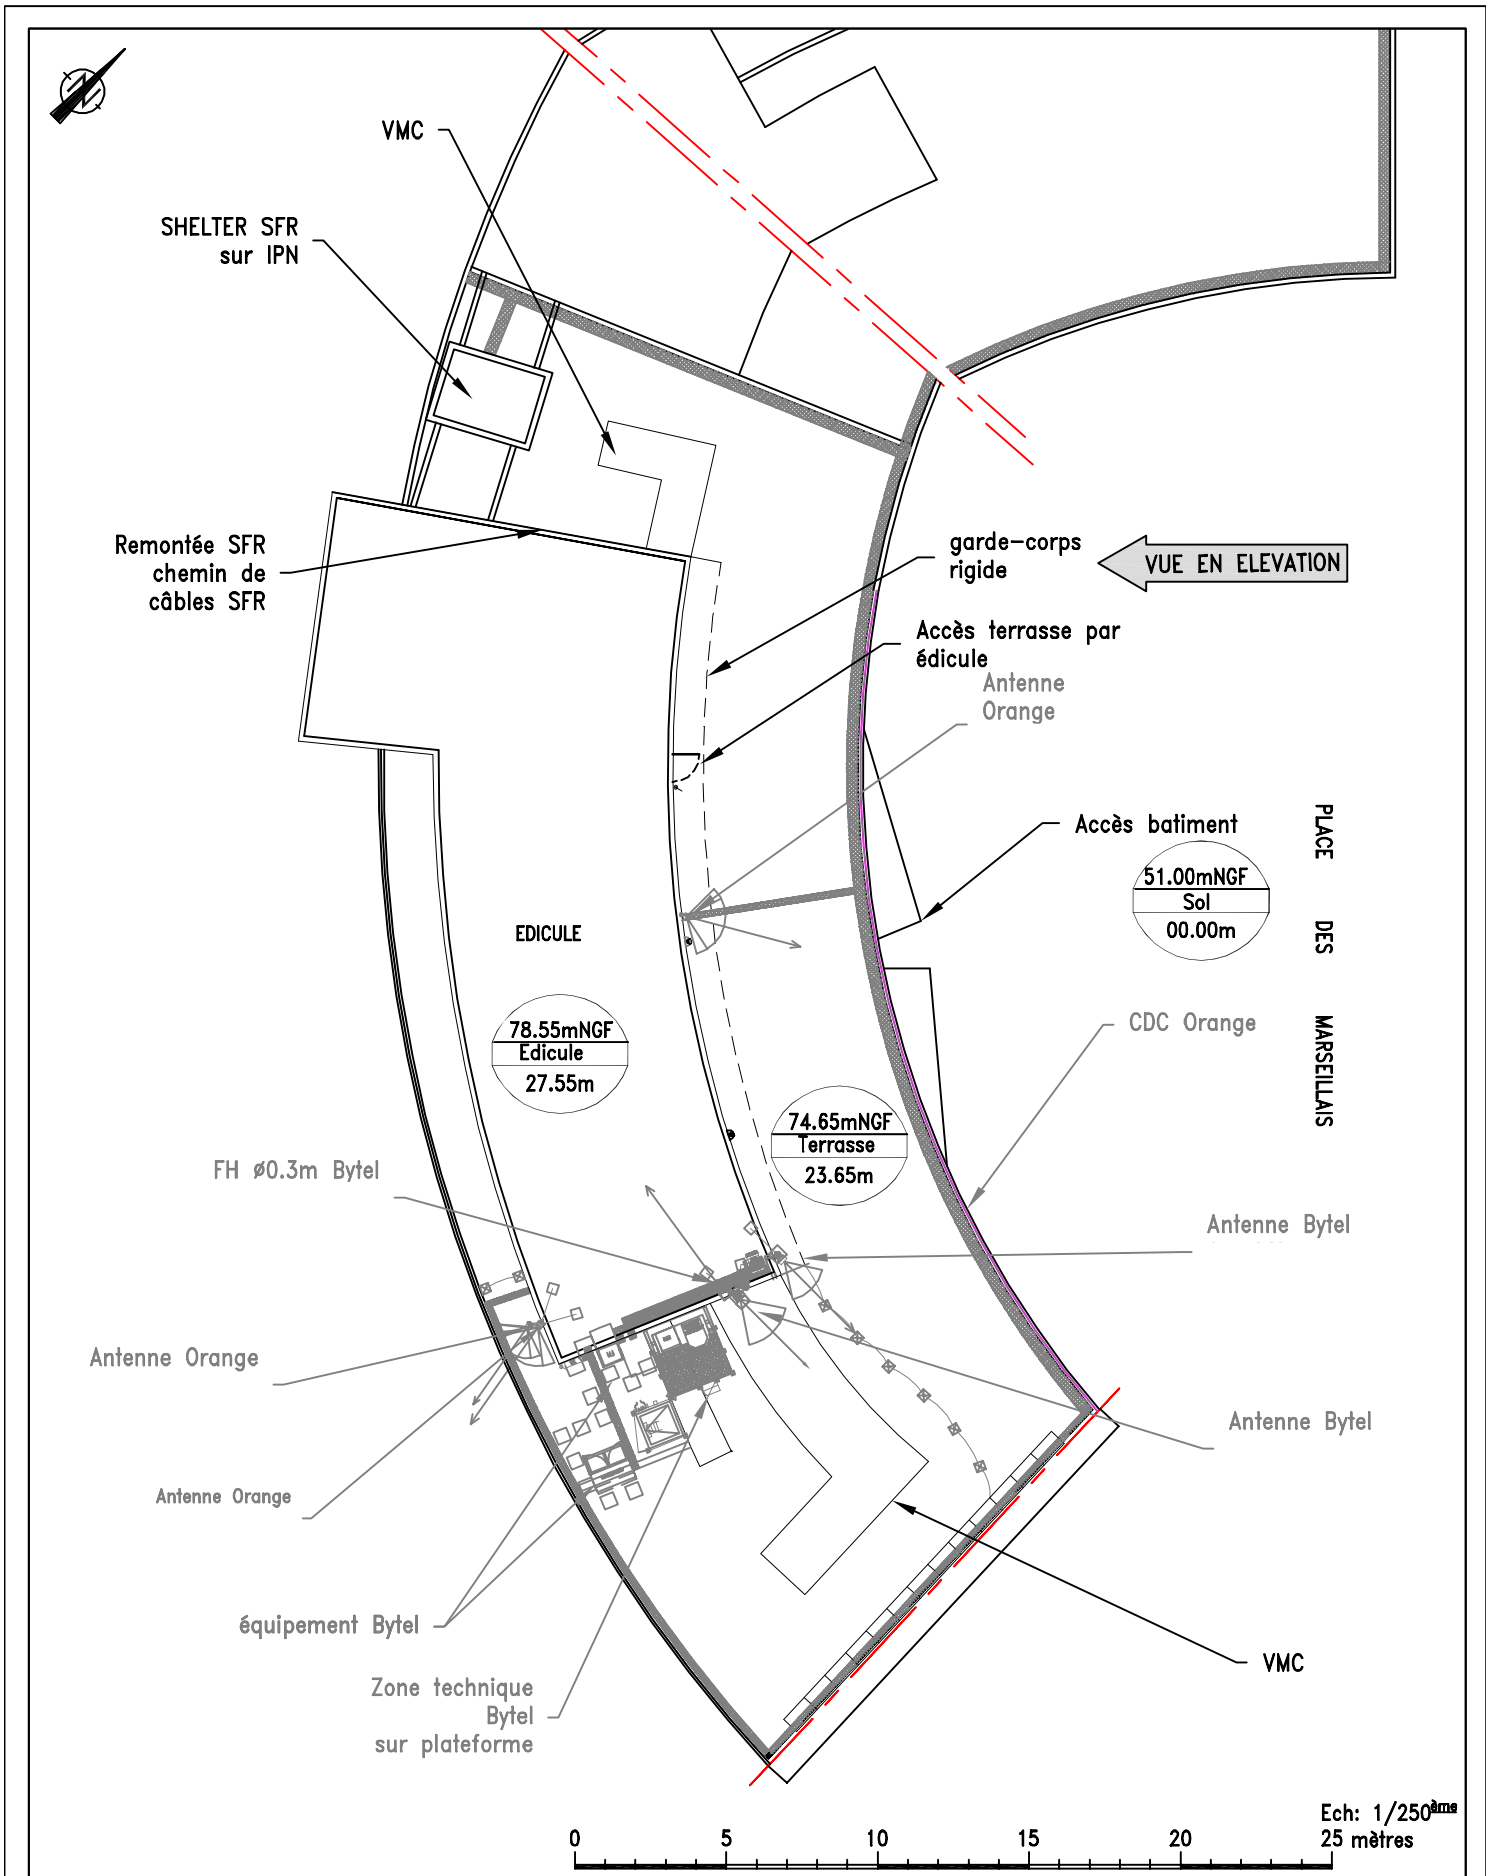 VMC
SHELTER SFR
sur IPN
Remontée SFR
chemin de
câbles SFR
garde-corps
rigide
VUE EN ELEVATION
Accès terrasse par
édicule
Antenne
Orange
Accès batiment
PLACE DES MARSEILLAIS
51.00mNGF
Sol
00.00m
EDICULE
78.55mNGF
Edicule
27.55m
CDC Orange
74.65mNGF
Terrasse
23.65m
FH ø0.3m Bytel
Antenne Bytel
Antenne Orange
Antenne Bytel
Antenne Orange
équipement Bytel
Zone technique
Bytel
sur plateforme
VMC
Ech: 1/250ème
0 5 10 15 20 25 mètres